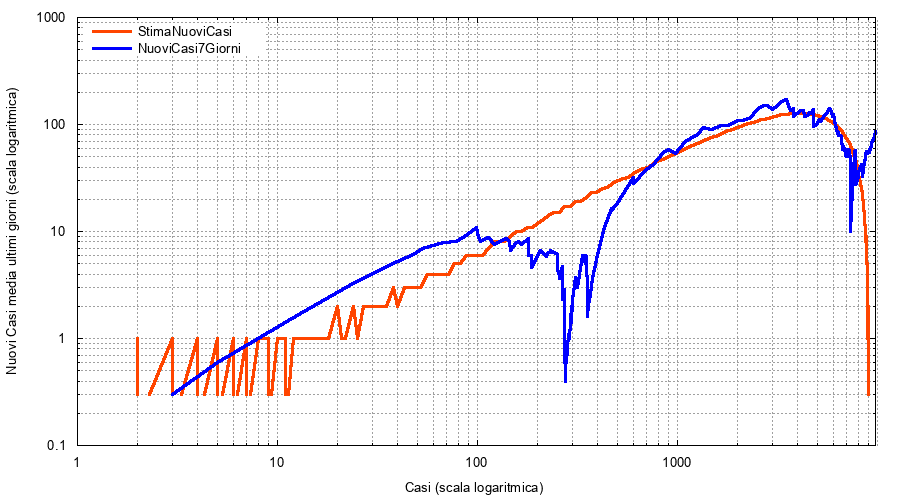 1000
StimaNuoviCasi
NuoviCasi7Giorni
100
10
1
0.1
1 10 100 1000
Nuovi Casi media ultimi giorni (scala logaritmica)
Casi (scala logaritmica)